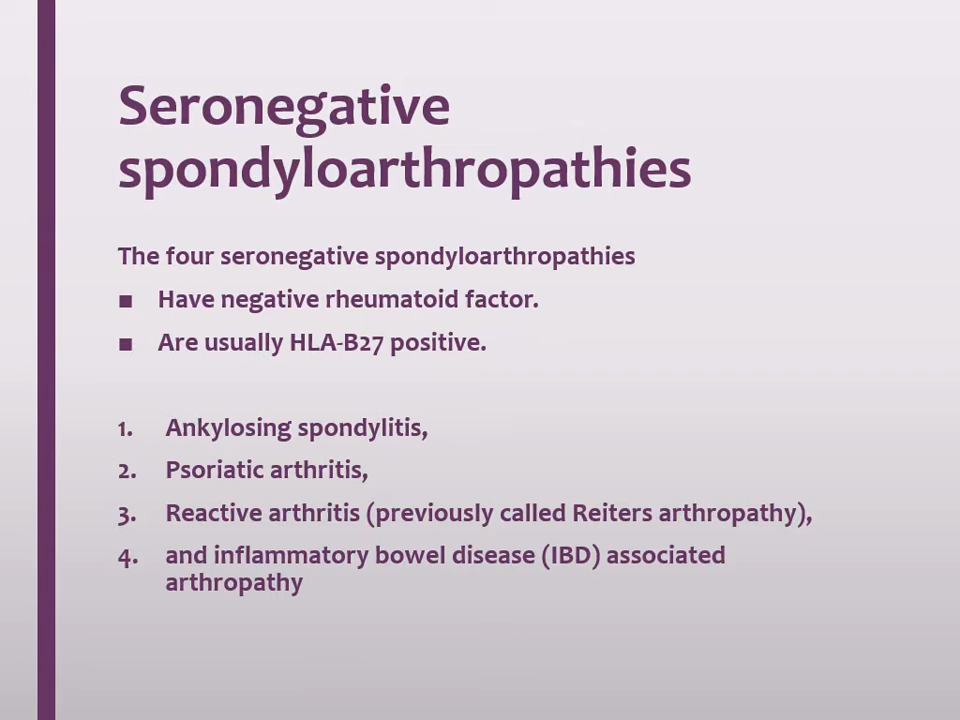 Seronegative
spondyloarthropathies
The four seronegative spondyloarthropathies
■ Have negative rheumatoid factor.
■ Are usually HLA-B27 positive.
1. Ankylosing spondylitis,
2. Psoriatic arthritis,
3. Reactive arthritis (previously called Reiters arthropathy),
4. and inflammatory bowel disease (IBD) associated
arthropathy